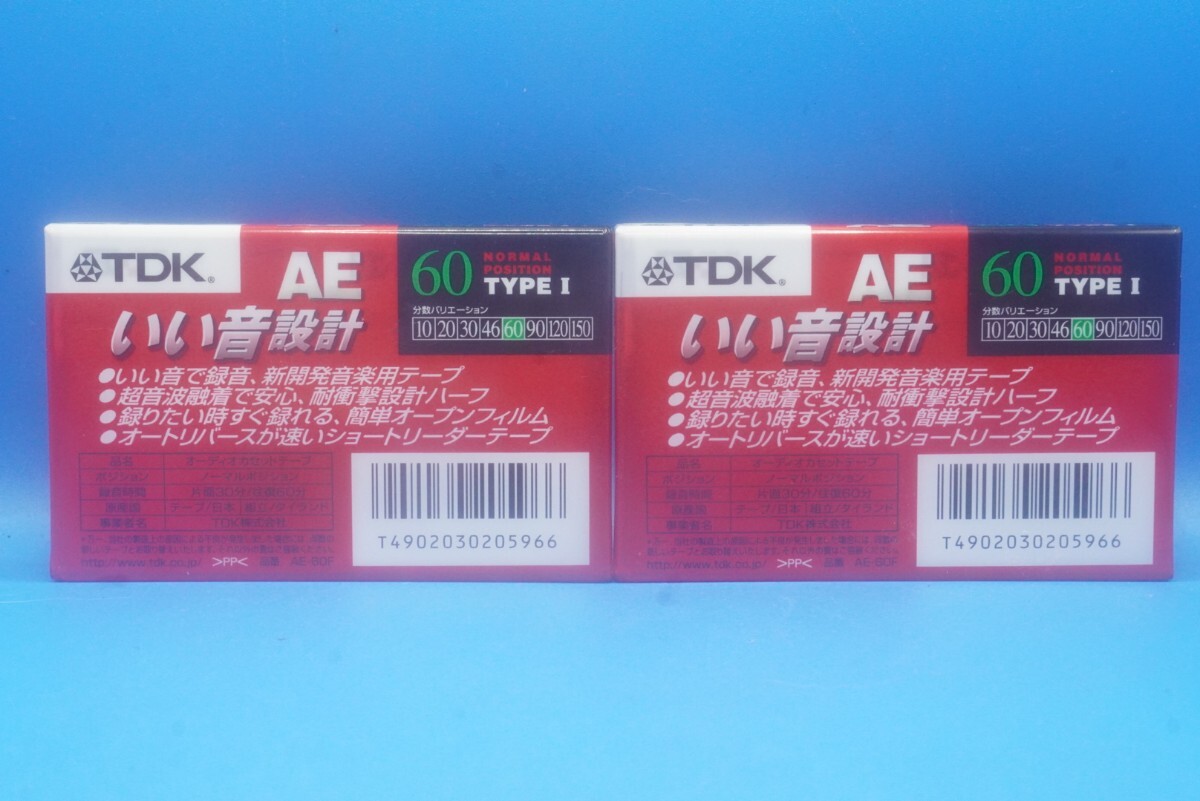 TDK®
AE
60 NORMAL POSITION TYPE I
分数バリエーション
10 20 30 46 60 90 120 150
いい音設計
●いい音で録音、新開発音楽用テープ
●超音波融着で安心、耐衝撃設計ハーフ
●録りたい時すぐ録れる、簡単オープンフィルム
●オートリバースが速いショートリーダーテープ
品名 オーディオカセットテープ
ポジション ノーマルポジション
録音時間 片道30分/往復60分
原産国 テープ/日本 組立/タイランド
事業者名 TDK株式会社
T4902030205966
http://www.tdk.co.jp/ >PP< 品番 AE-60F
TDK®
AE
60 NORMAL POSITION TYPE I
分数バリエーション
10 20 30 46 60 90 120 150
いい音設計
●いい音で録音、新開発音楽用テープ
●超音波融着で安心、耐衝撃設計ハーフ
●録りたい時すぐ録れる、簡単オープンフィルム
●オートリバースが速いショートリーダーテープ
品名 オーディオカセットテープ
ポジション ノーマルポジション
録音時間 片道30分/往復60分
原産国 テープ/日本 組立/タイランド
事業者名 TDK株式会社
T4902030205966
http://www.tdk.co.jp/ >PP< 品番 AE-60F